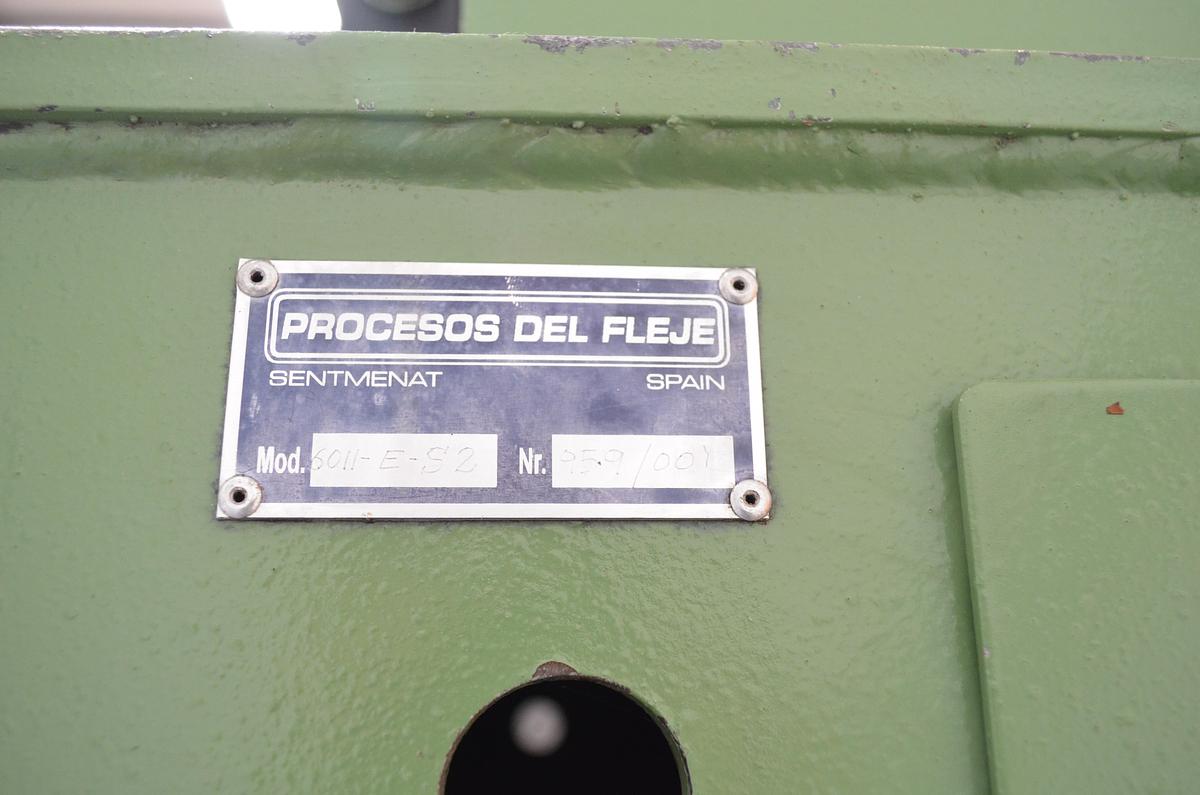 PROCESOS DEL FLEJE
SENTMENAT SPAIN
Mod. 6011-E-S2 Nr. 959/001